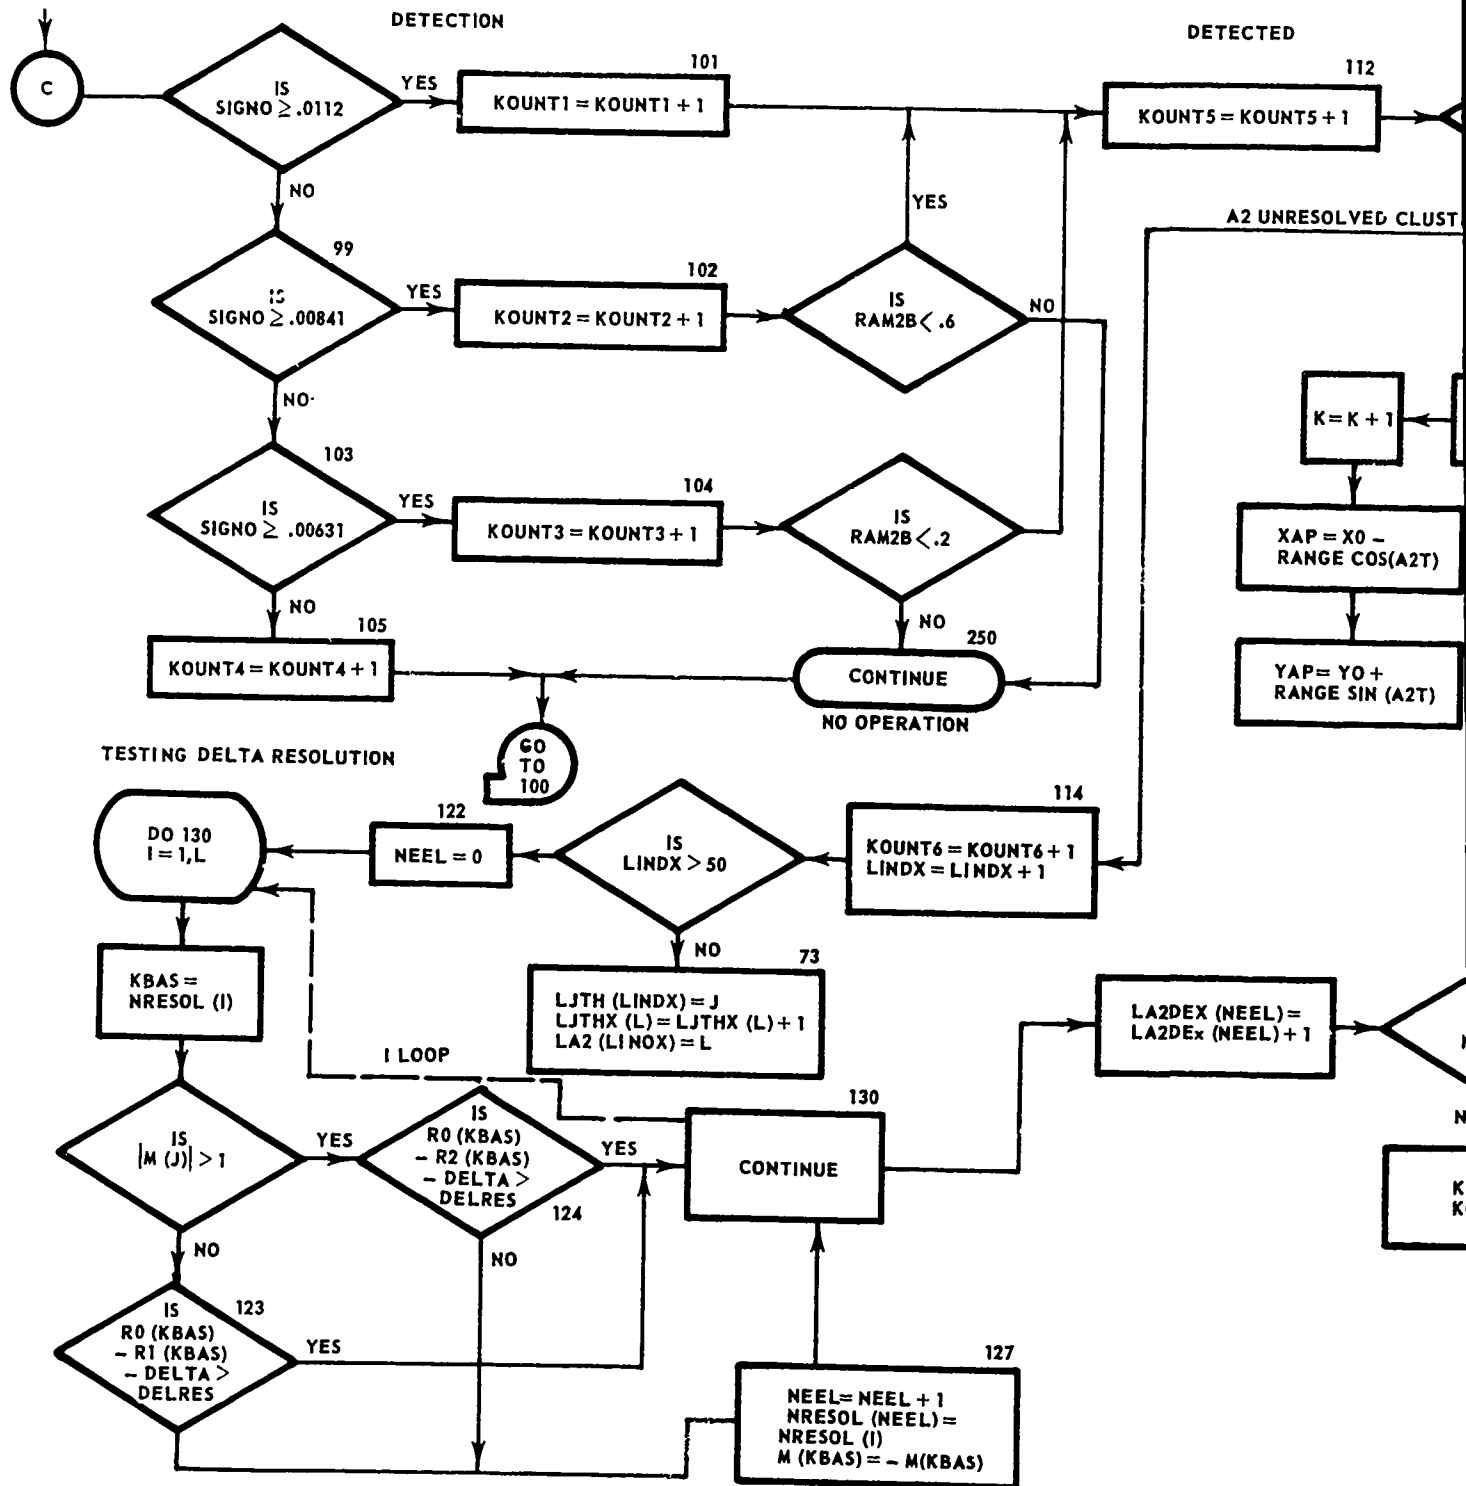 DETECTION
DETECTED
C
IS
SIGNO ≥ .0112
YES
101
KOUNT1 = KOUNT1 + 1
112
KOUNT5 = KOUNT5 + 1
NO
YES
A2 UNRESOLVED CLUST
99
IS
SIGNO ≥ .00841
YES
102
KOUNT2 = KOUNT2 + 1
IS
RAM2B < .6
NO
NO
K = K + 1
103
IS
SIGNO ≥ .00631
YES
104
KOUNT3 = KOUNT3 + 1
IS
RAM2B < .2
XAP = X0 –
RANGE COS(A2T)
NO
NO
105
KOUNT4 = KOUNT4 + 1
250
CONTINUE
NO OPERATION
YAP = YO +
RANGE SIN (A2T)
GO
TO
100
TESTING DELTA RESOLUTION
DO 130
I = 1, L
122
NEEL = 0
IS
LINDX > 50
114
KOUNT6 = KOUNT6 + 1
LINDX = LINDX + 1
NO
KBAS =
NRESOL (I)
73
LJTH (LINDX) = J
LJTHX (L) = LJTHX (L) + 1
LA2 (LINOX) = L
LA2DEX (NEEL) =
LA2DEx (NEEL) + 1
I LOOP
IS
|M (J)| > 1
YES
IS
R0 (KBAS)
– R2 (KBAS)
– DELTA >
DELRES
124
YES
130
CONTINUE
N
K
NO
NO
IS
R0 (KBAS)
– R1 (KBAS)
– DELTA >
DELRES
123
YES
127
NEEL = NEEL + 1
NRESOL (NEEL) =
NRESOL (I)
M (KBAS) = – M(KBAS)